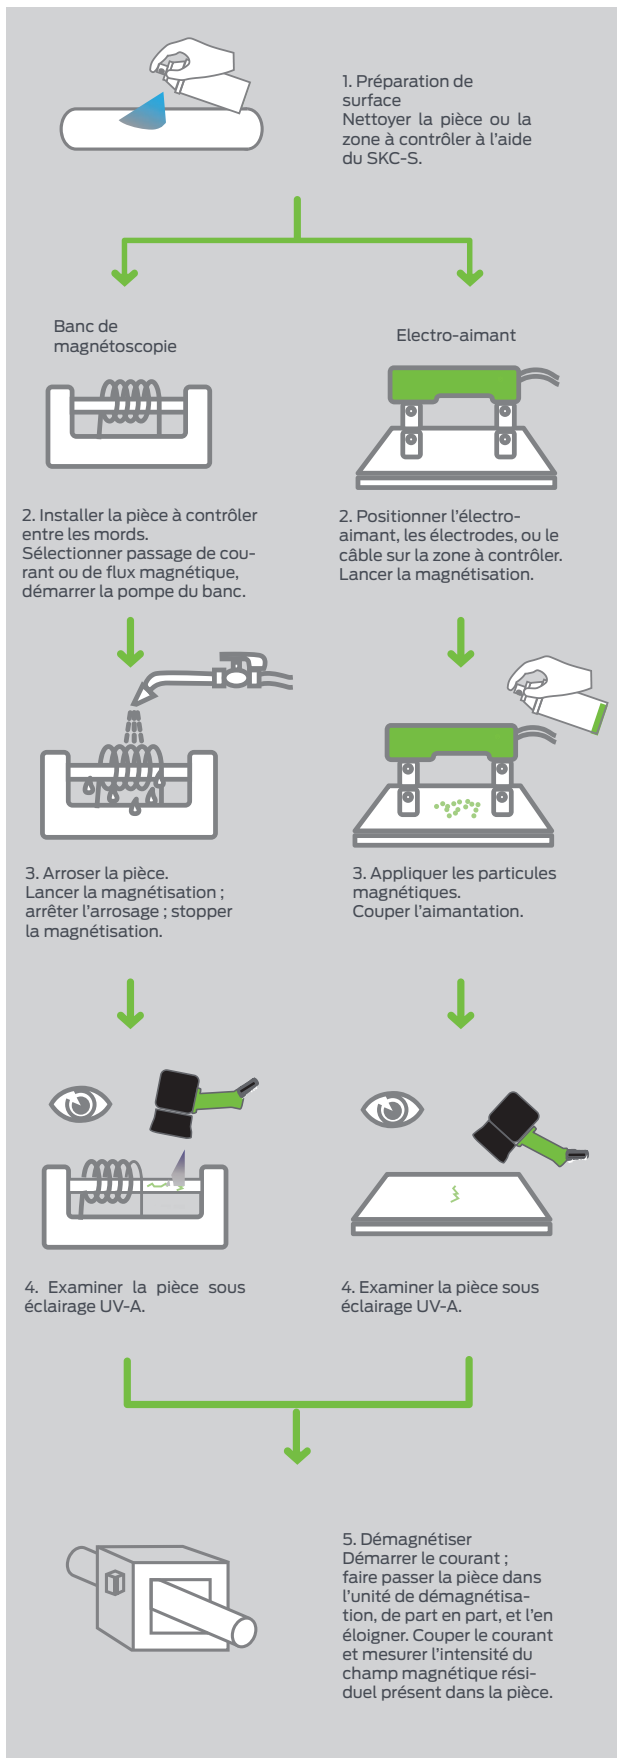 1. Préparation de
surface
Nettoyer la pièce ou la
zone à contrôler à l'aide
du SKC-S.
Banc de
magnétoscopie
Electro-aimant
2. Installer la pièce à contrôler
entre les mords.
Sélectionner passage de cou-
rant ou de flux magnétique,
démarrer la pompe du banc.
2. Positionner l'électro-
aimant, les électrodes, ou le
câble sur la zone à contrôler.
Lancer la magnétisation.
3. Arroser la pièce.
Lancer la magnétisation ;
arrêter l'arrosage ; stopper
la magnétisation.
3. Appliquer les particules
magnétiques.
Couper l'aimantation.
4. Examiner la pièce sous
éclairage UV-A.
4. Examiner la pièce sous
éclairage UV-A.
5. Démagnétiser
Démarrer le courant ;
faire passer la pièce dans
l'unité de démagnétisa-
tion, de part en part, et l'en
éloigner. Couper le courant
et mesurer l'intensité du
champ magnétique rési-
duel présent dans la pièce.